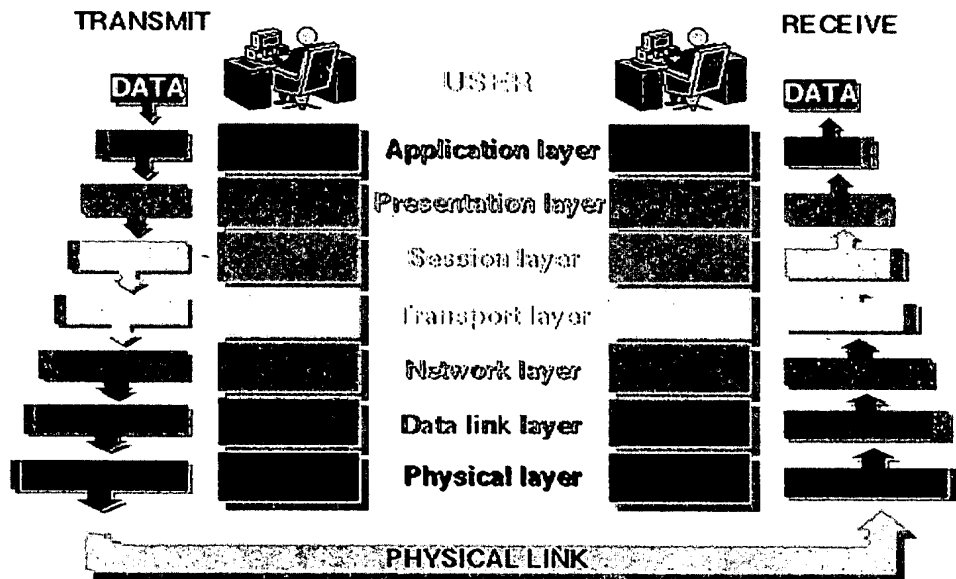 TRANSMIT
RECEIVE
USER
DATA
DATA
Application layer
Presentation layer
Session layer
Transport layer
Network layer
Data link layer
Physical layer
PHYSICAL LINK